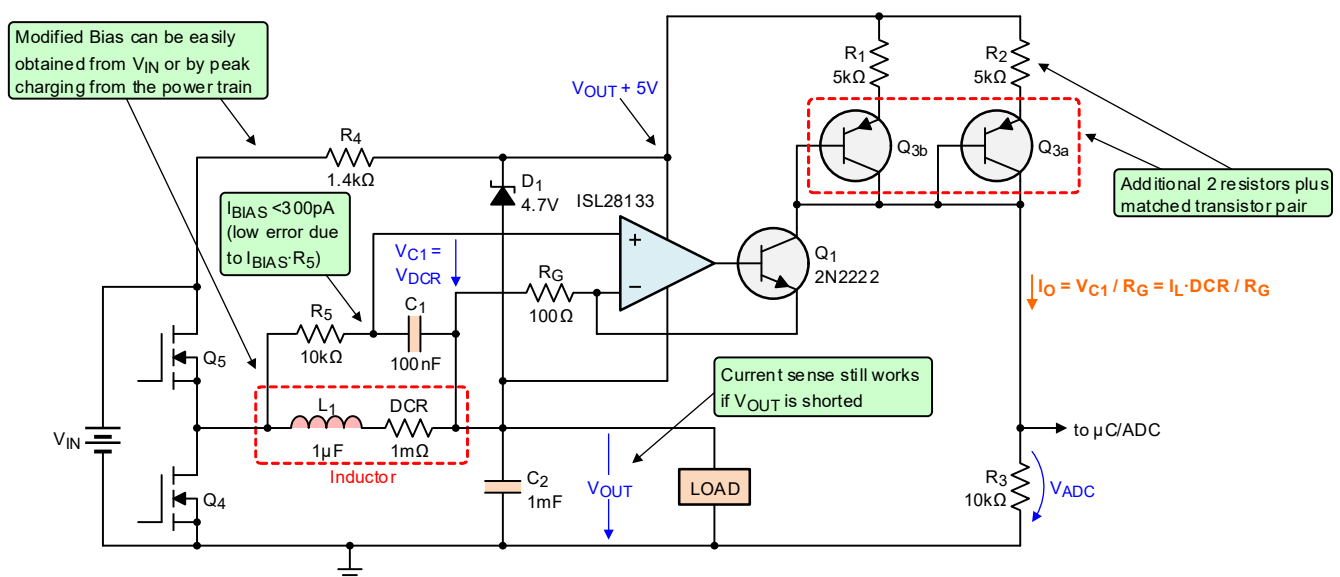 Modified Bias can be easily
obtained from VIN or by peak
charging from the power train
R4
1.4kΩ
VOUT + 5V
R1
5kΩ
R2
5kΩ
Q3b
Q3a
Additional 2 resistors plus
matched transistor pair
IBIAS <300pA
(low error due
to IBIAS·R5)
D1
4.7V
ISL28133
VC1 =
VDCR
+
−
RG
100Ω
Q1
2N2222
IO = VC1 / RG = IL·DCR / RG
R5
10kΩ
C1
100nF
Q5
L1
1µF
DCR
1mΩ
Inductor
Current sense still works
if VOUT is shorted
VIN
Q4
C2
1mF
VOUT
LOAD
to µC/ADC
R3
10kΩ
VADC